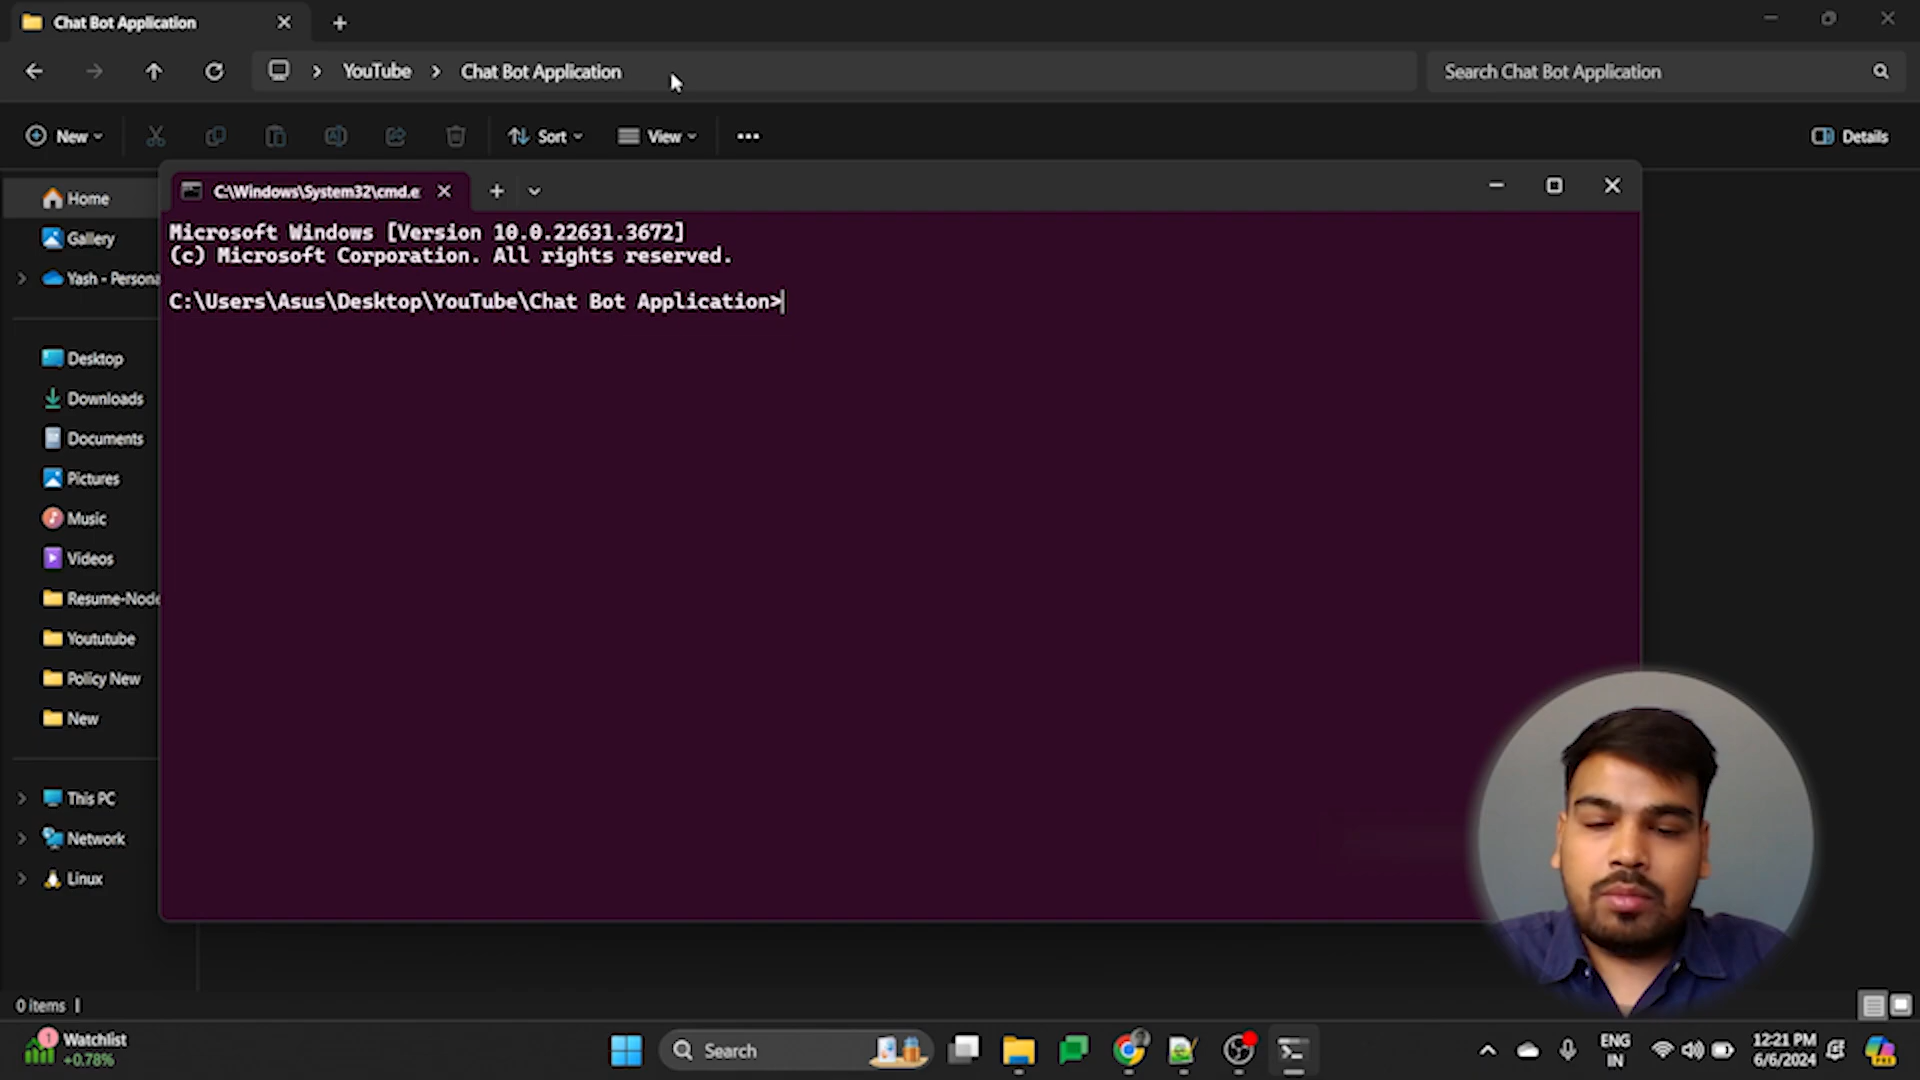 Chat Bot Application
YouTube
Chat Bot Application
Search Chat Bot Application
New
Sort
View
Details
C:\Windows\System32\cmd.e
Home
Gallery
Yash - Persona
Desktop
Downloads
Documents
Pictures
Music
Videos
Resume-Node
Yoututube
Policy New
New
This PC
Network
Linux
Microsoft Windows [Version 10.0.22631.3672]
(c) Microsoft Corporation. All rights reserved.
C:\Users\Asus\Desktop\YouTube\Chat Bot Application>
0 items
1
Watchlist
+0.78%
Search
ENG
IN
12:21 PM
6/6/2024
PRE